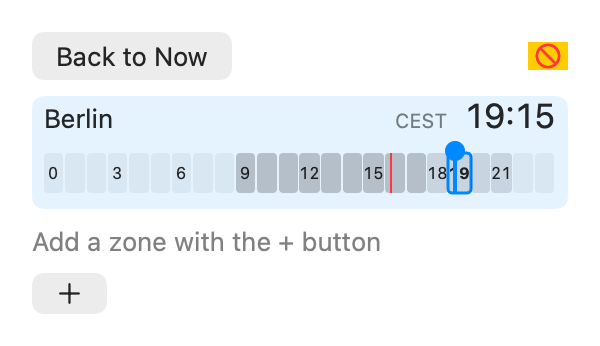 Back to Now
Berlin CEST 19:15
0 3 6 9 12 15 18 19 21
Add a zone with the + button
+